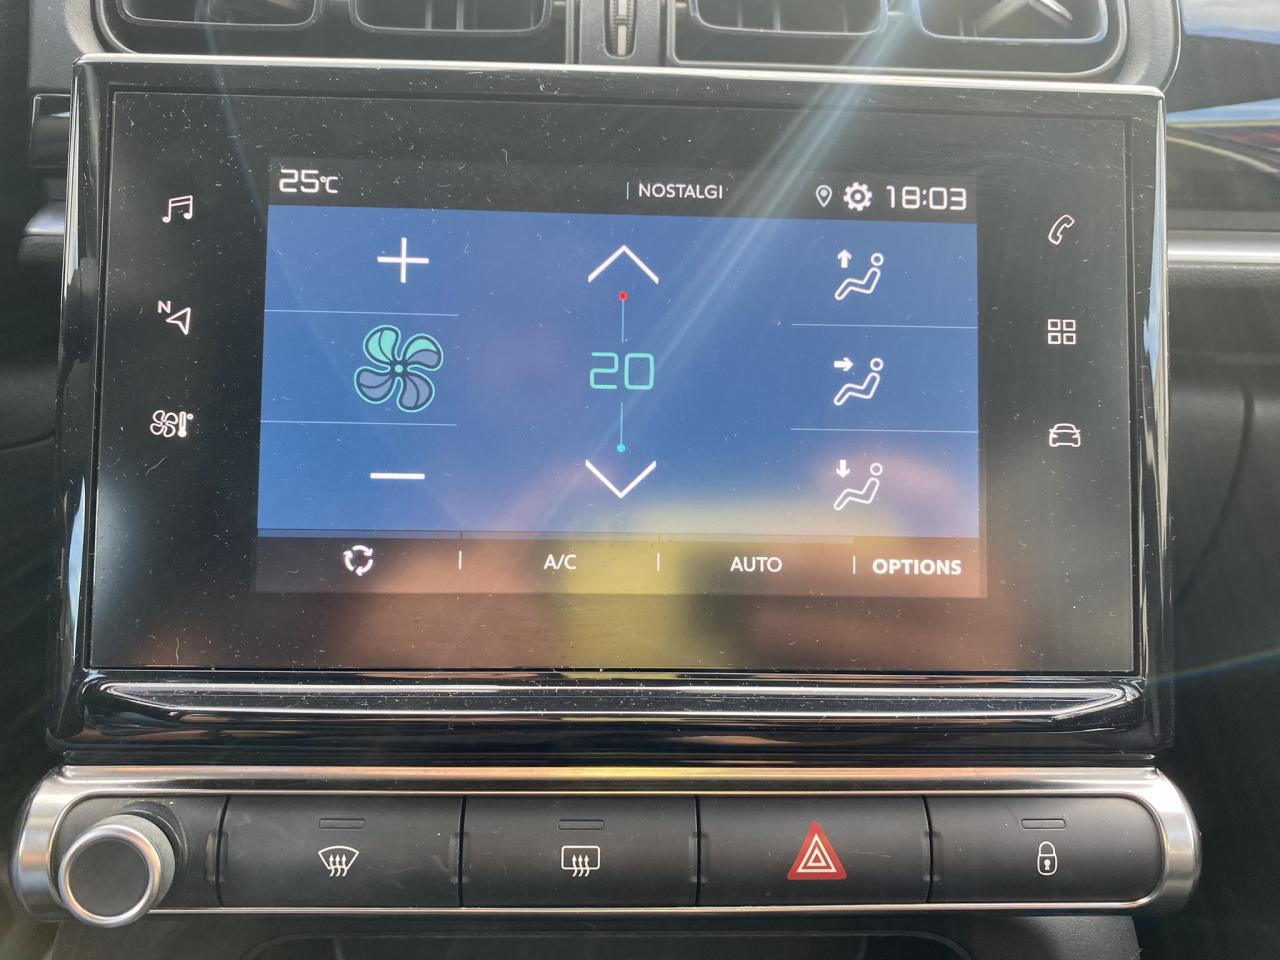 25°C
NOSTALGI
18:03
N
20
A/C
AUTO
OPTIONS